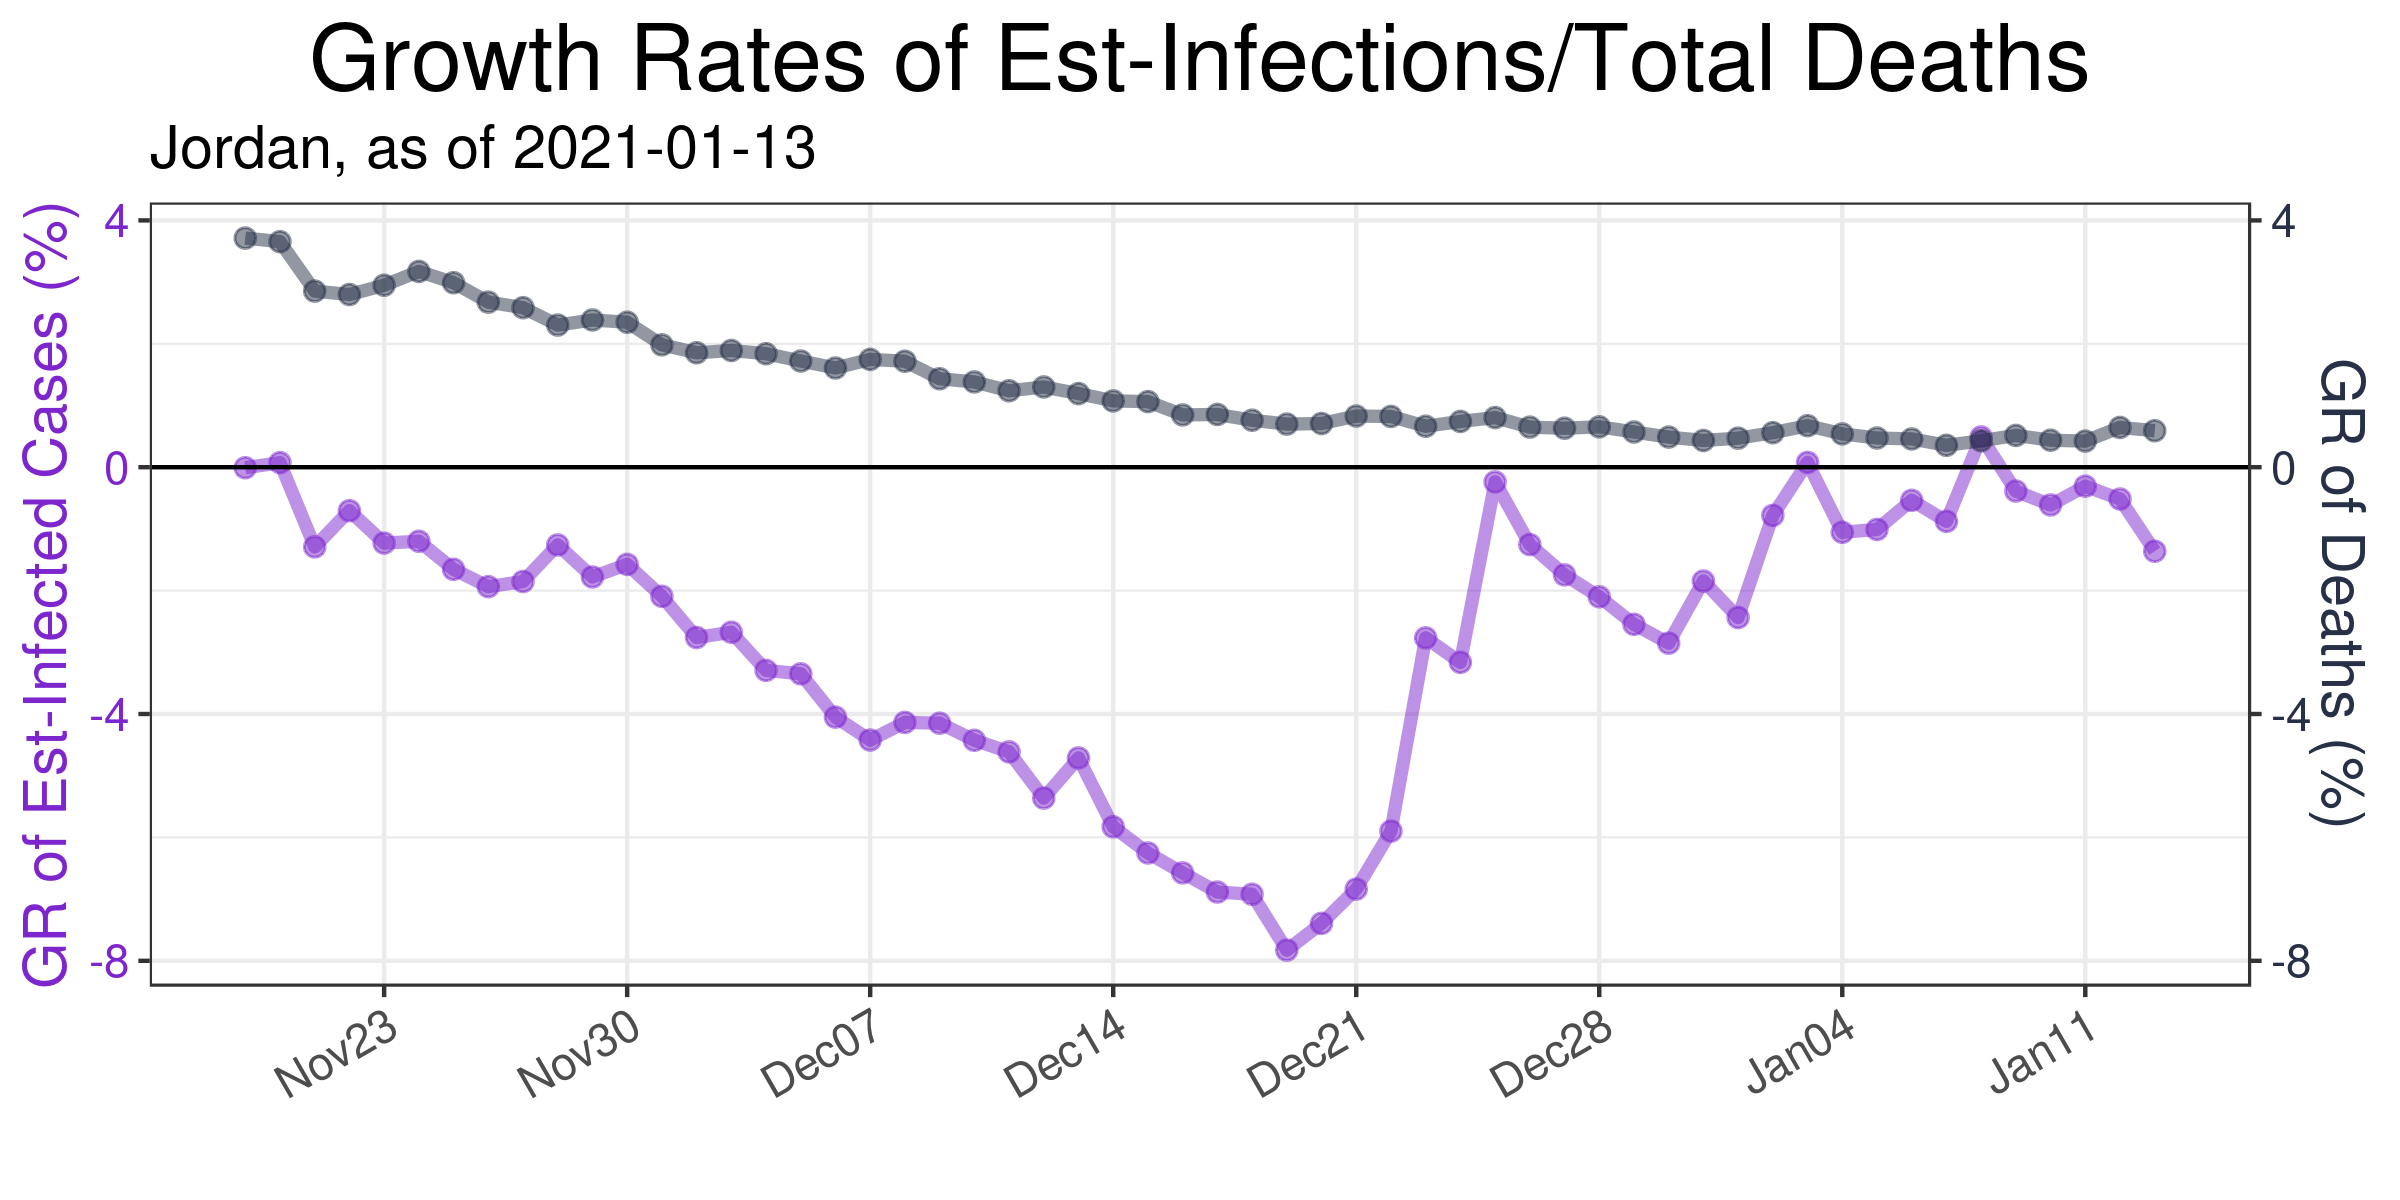 Growth Rates of Est-Infections/Total Deaths
Jordan, as of 2021-01-13
GR of Est-Infected Cases (%)
4
0
-4
-8
4
0
-4
-8
GR of Deaths (%)
Nov23
Nov30
Dec07
Dec14
Dec21
Dec28
Jan04
Jan11